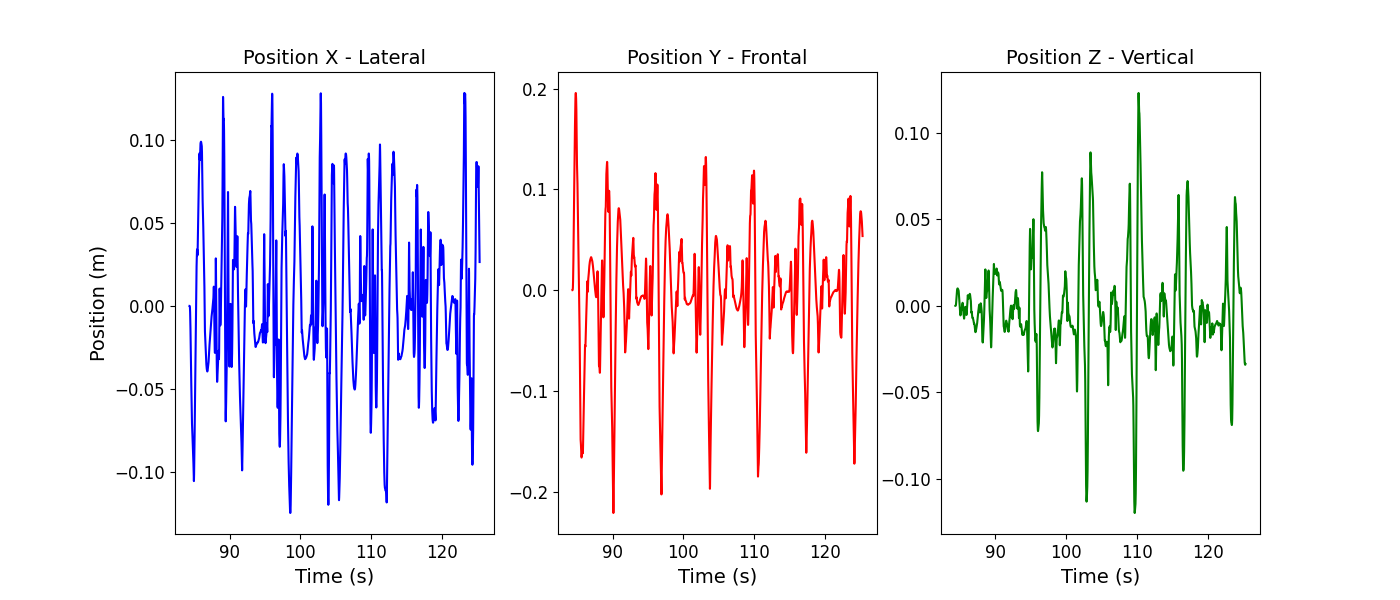 Position X - Lateral
Position Y - Frontal
Position Z - Vertical
Position (m)
0.10
0.05
0.00
−0.05
−0.10
90 100 110 120
Time (s)
0.2
0.1
0.0
−0.1
−0.2
90 100 110 120
Time (s)
0.10
0.05
0.00
−0.05
−0.10
90 100 110 120
Time (s)